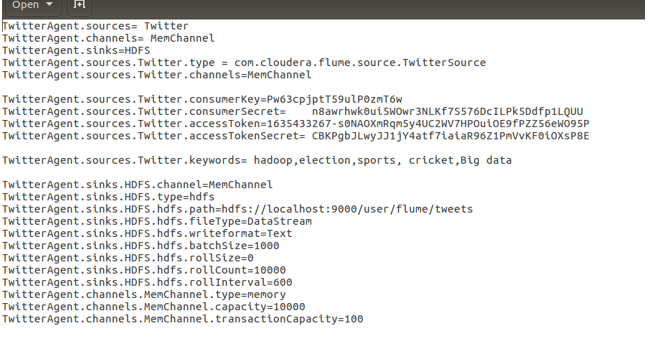 Open
TwitterAgent.sources= Twitter
TwitterAgent.channels= MemChannel
TwitterAgent.sinks=HDFS
TwitterAgent.sources.Twitter.type = com.cloudera.flume.source.TwitterSource
TwitterAgent.sources.Twitter.channels=MemChannel
TwitterAgent.sources.Twitter.consumerKey=Pw63cpjptT59ulP0zmT6w
TwitterAgent.sources.Twitter.consumerSecret= n8awrhwk0ui5WOwr3NLKf7S576DcILPk5Ddfp1LQUU
TwitterAgent.sources.Twitter.accessToken=1635433267-s0NAOXmRqm5y4UC2WV7HPOuiOE9fPZZ56eWO95P
TwitterAgent.sources.Twitter.accessTokenSecret= CBKPgbJLwyJJ1jY4atf7iaiaR96Z1PmVvKF0iOXsP8E
TwitterAgent.sources.Twitter.keywords= hadoop,election,sports, cricket,Big data
TwitterAgent.sinks.HDFS.channel=MemChannel
TwitterAgent.sinks.HDFS.type=hdfs
TwitterAgent.sinks.HDFS.hdfs.path=hdfs://localhost:9000/user/flume/tweets
TwitterAgent.sinks.HDFS.hdfs.fileType=DataStream
TwitterAgent.sinks.HDFS.hdfs.writeformat=Text
TwitterAgent.sinks.HDFS.hdfs.batchSize=1000
TwitterAgent.sinks.HDFS.hdfs.rollSize=0
TwitterAgent.sinks.HDFS.hdfs.rollCount=10000
TwitterAgent.sinks.HDFS.hdfs.rollInterval=600
TwitterAgent.channels.MemChannel.type=memory
TwitterAgent.channels.MemChannel.capacity=10000
TwitterAgent.channels.MemChannel.transactionCapacity=100